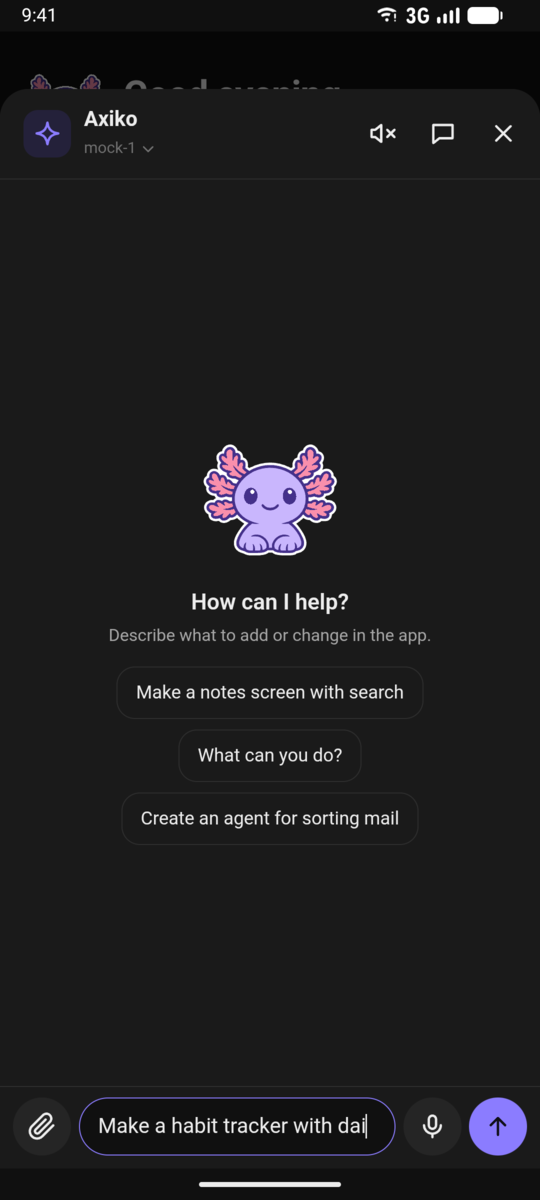 9:41
3G
Good evening
Axiko
mock-1
How can I help?
Describe what to add or change in the app.
Make a notes screen with search
What can you do?
Create an agent for sorting mail
Make a habit tracker with dai